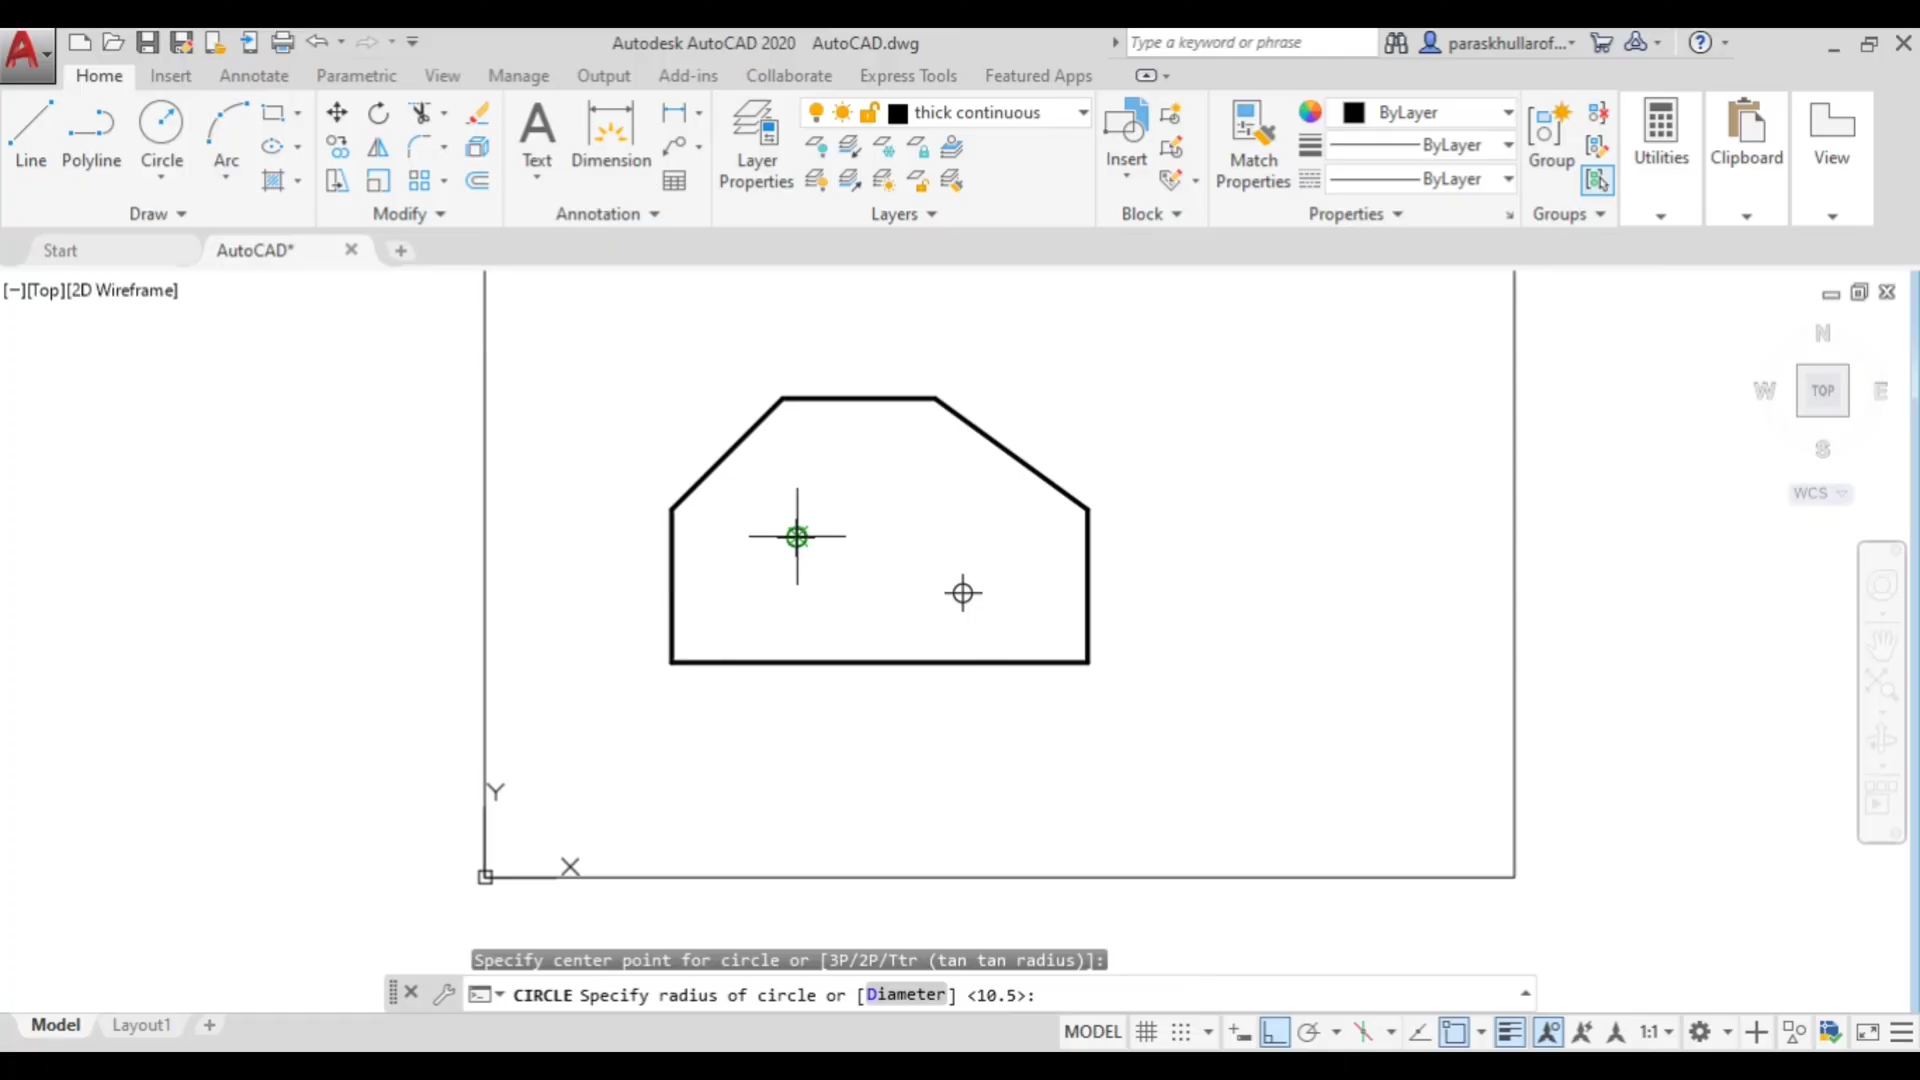 Autodesk AutoCAD 2020 AutoCAD.dwg
Type a keyword or phrase
paraskhullarof...
Home Insert Annotate Parametric View Manage Output Add-ins Collaborate Express Tools Featured Apps
Line Polyline Circle Arc
Text Dimension
Layer Properties
thick continuous
Insert
Match Properties
ByLayer
ByLayer
ByLayer
Group
Utilities
Clipboard
View
Draw Modify Annotation Layers Block Properties Groups
Start AutoCAD*
[−][Top][2D Wireframe]
N
W TOP E
S
WCS
Y
X
Specify center point for circle or [3P/2P/Ttr (tan tan radius)]:
CIRCLE Specify radius of circle or [Diameter] <10.5>:
Model Layout1
MODEL 1:1